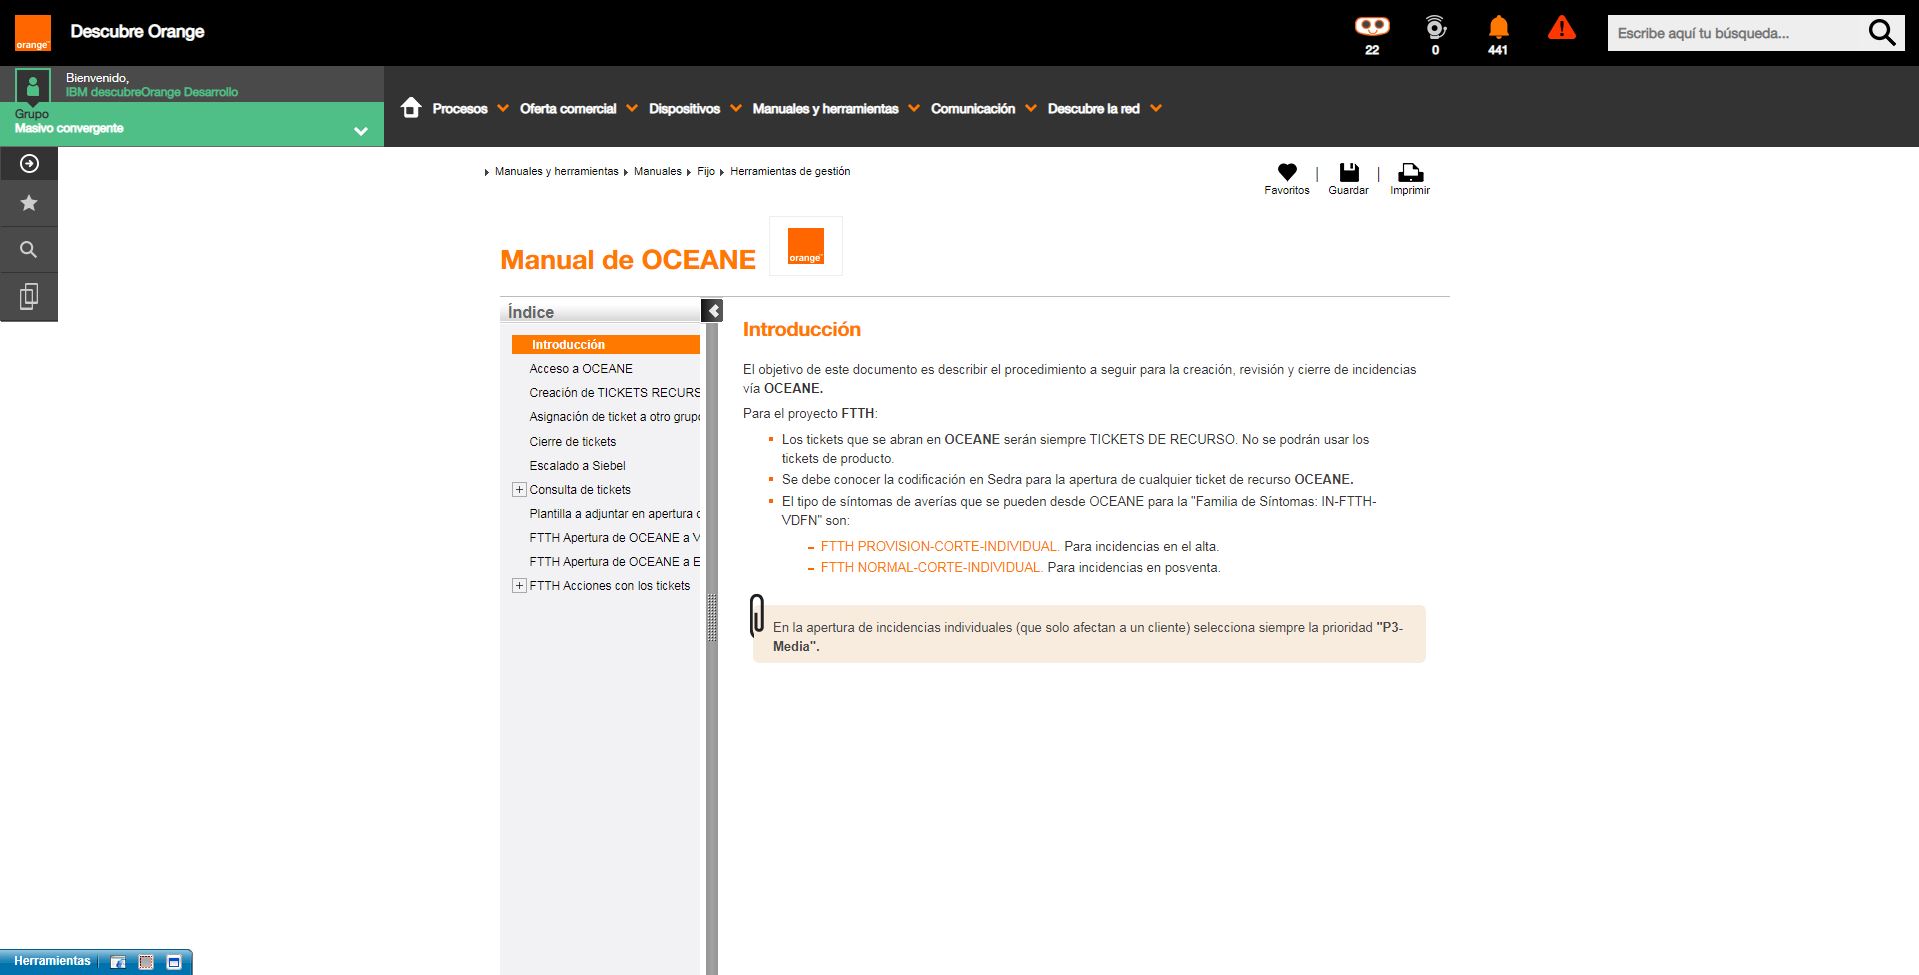 orange
Descubre Orange
22
0
441
Escribe aquí tu búsqueda...
Bienvenido,
IBM descubreOrange Desarrollo
Grupo
Masivo convergente
Procesos
Oferta comercial
Dispositivos
Manuales y herramientas
Comunicación
Descubre la red
Manuales y herramientas
Manuales
Fijo
Herramientas de gestión
Favoritos
Guardar
Imprimir
Manual de OCEANE
orange
Índice
Introducción
Acceso a OCEANE
Creación de TICKETS RECURS
Asignación de ticket a otro grupo
Cierre de tickets
Escalado a Siebel
Consulta de tickets
Plantilla a adjuntar en apertura
FTTH Apertura de OCEANE a V
FTTH Apertura de OCEANE a E
FTTH Acciones con los tickets
Introducción
El objetivo de este documento es describir el procedimiento a seguir para la creación, revisión y cierre de incidencias
vía OCEANE.
Para el proyecto FTTH:
Los tickets que se abran en OCEANE serán siempre TICKETS DE RECURSO. No se podrán usar los
tickets de producto.
Se debe conocer la codificación en Sedra para la apertura de cualquier ticket de recurso OCEANE.
El tipo de síntomas de averías que se pueden desde OCEANE para la "Familia de Síntomas: IN-FTTH-
VDFN" son:
FTTH PROVISION-CORTE-INDIVIDUAL. Para incidencias en el alta.
FTTH NORMAL-CORTE-INDIVIDUAL. Para incidencias en posventa.
En la apertura de incidencias individuales (que solo afectan a un cliente) selecciona siempre la prioridad "P3-
Media".
Herramientas